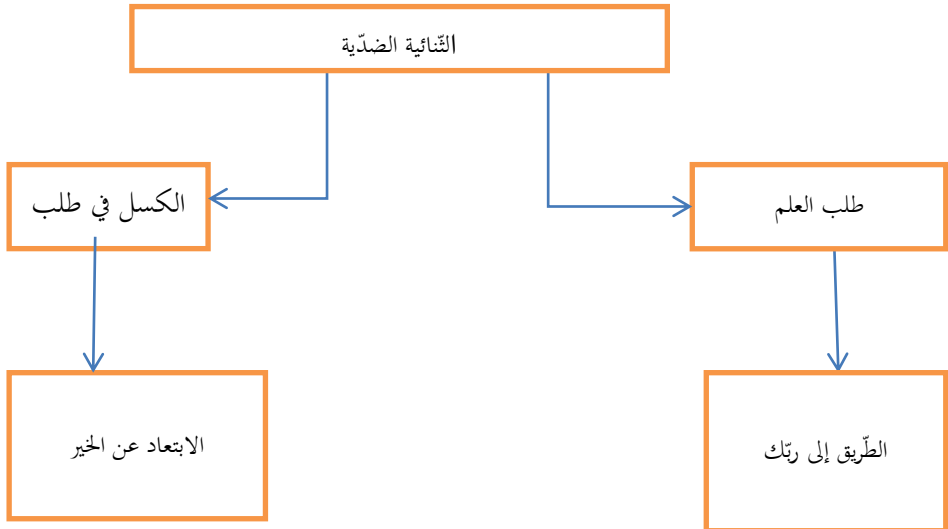 الثّنائية الضدّية
طلب العلم
الكسل في طلب
الطّريق إلى ربّك
الابتعاد عن الخير